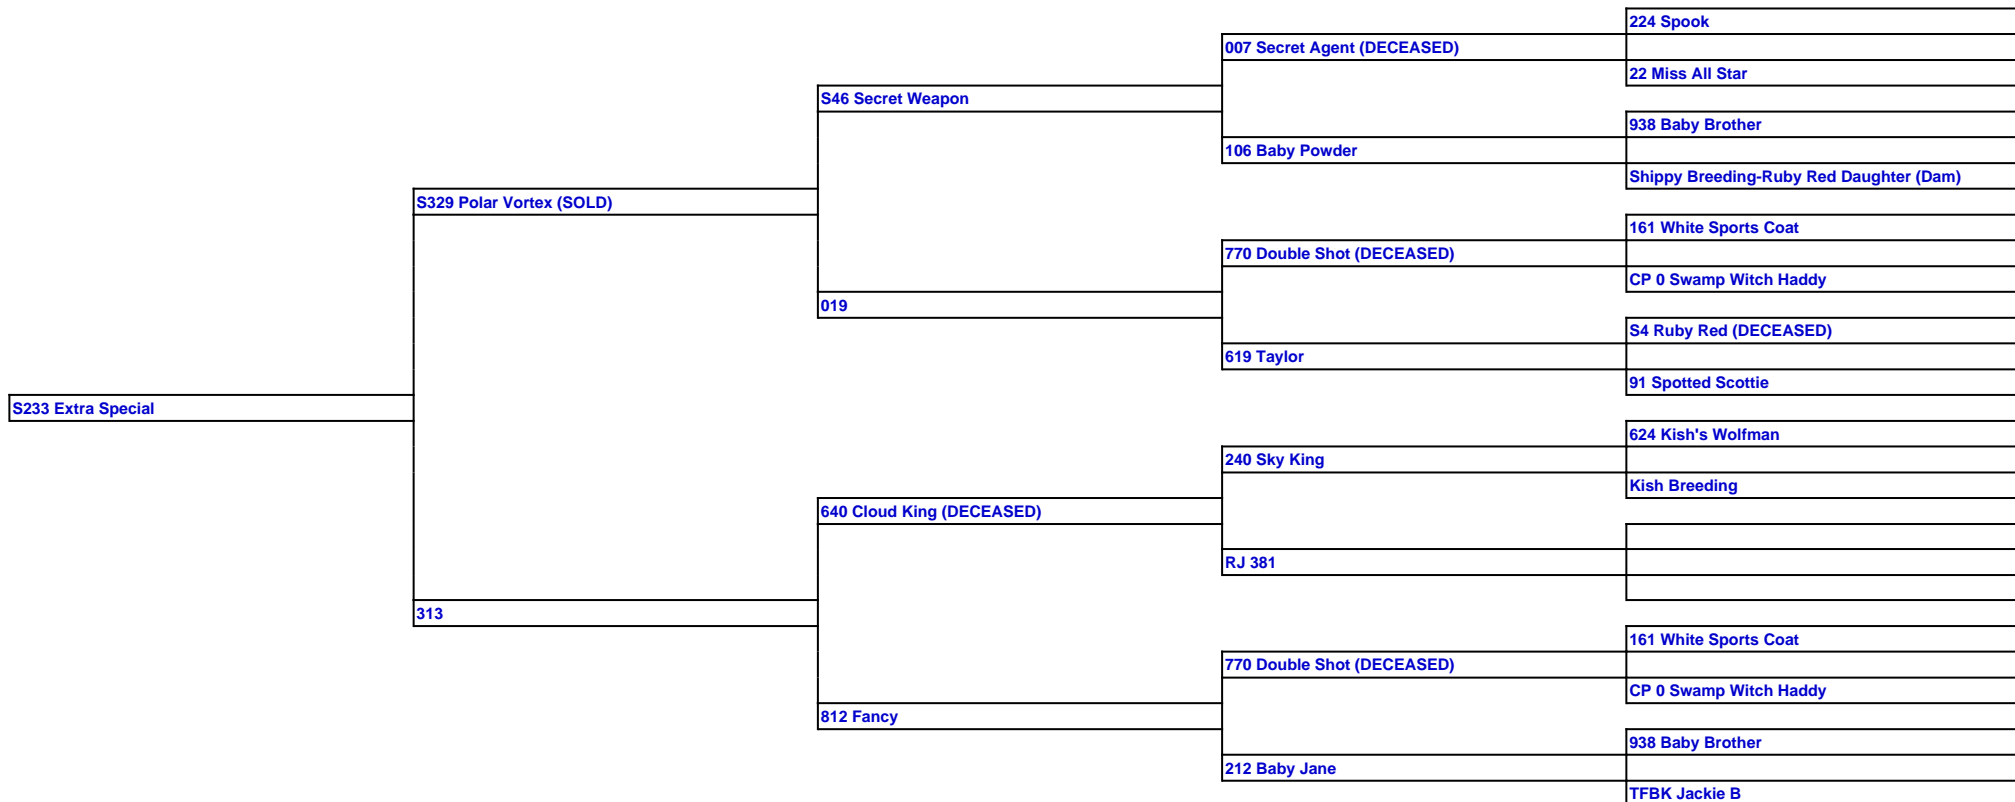 224 Spook
007 Secret Agent (DECEASED)
22 Miss All Star
S46 Secret Weapon
938 Baby Brother
106 Baby Powder
Shippy Breeding-Ruby Red Daughter (Dam)
S329 Polar Vortex (SOLD)
161 White Sports Coat
770 Double Shot (DECEASED)
CP 0 Swamp Witch Haddy
019
S4 Ruby Red (DECEASED)
619 Taylor
91 Spotted Scottie
S233 Extra Special
624 Kish's Wolfman
240 Sky King
Kish Breeding
640 Cloud King (DECEASED)
RJ 381
313
161 White Sports Coat
770 Double Shot (DECEASED)
CP 0 Swamp Witch Haddy
812 Fancy
938 Baby Brother
212 Baby Jane
TFBK Jackie B